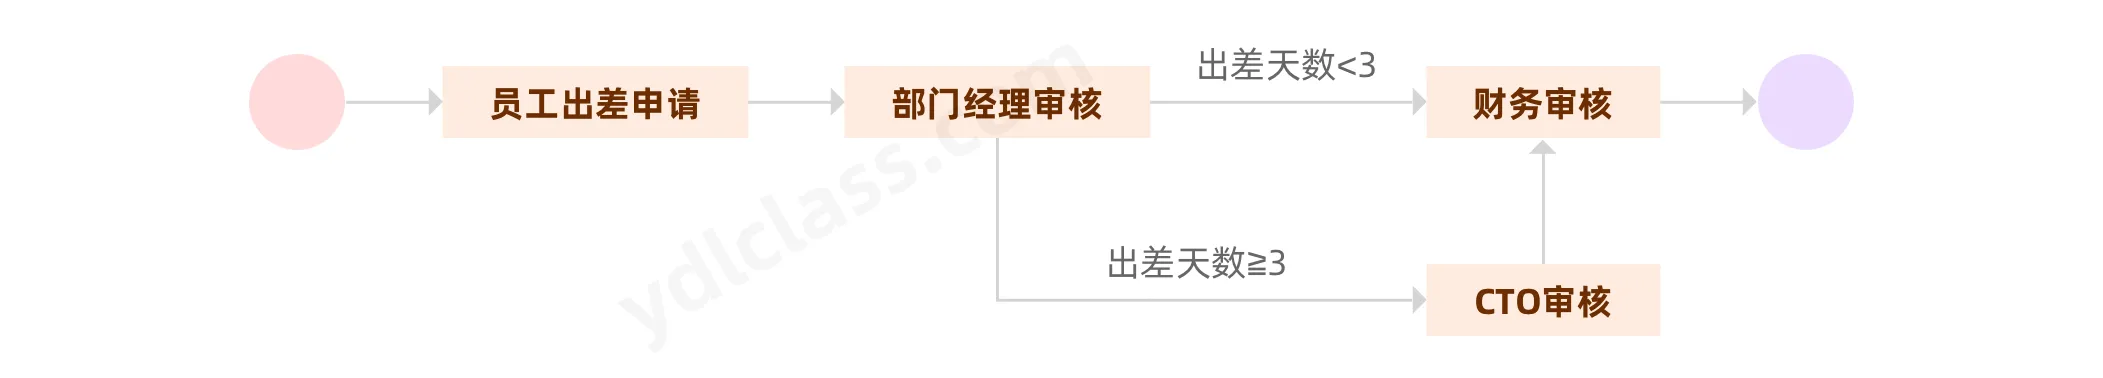 员工出差申请
部门经理审核
出差天数<3
财务审核
出差天数≧3
CTO审核
ydlclass.com